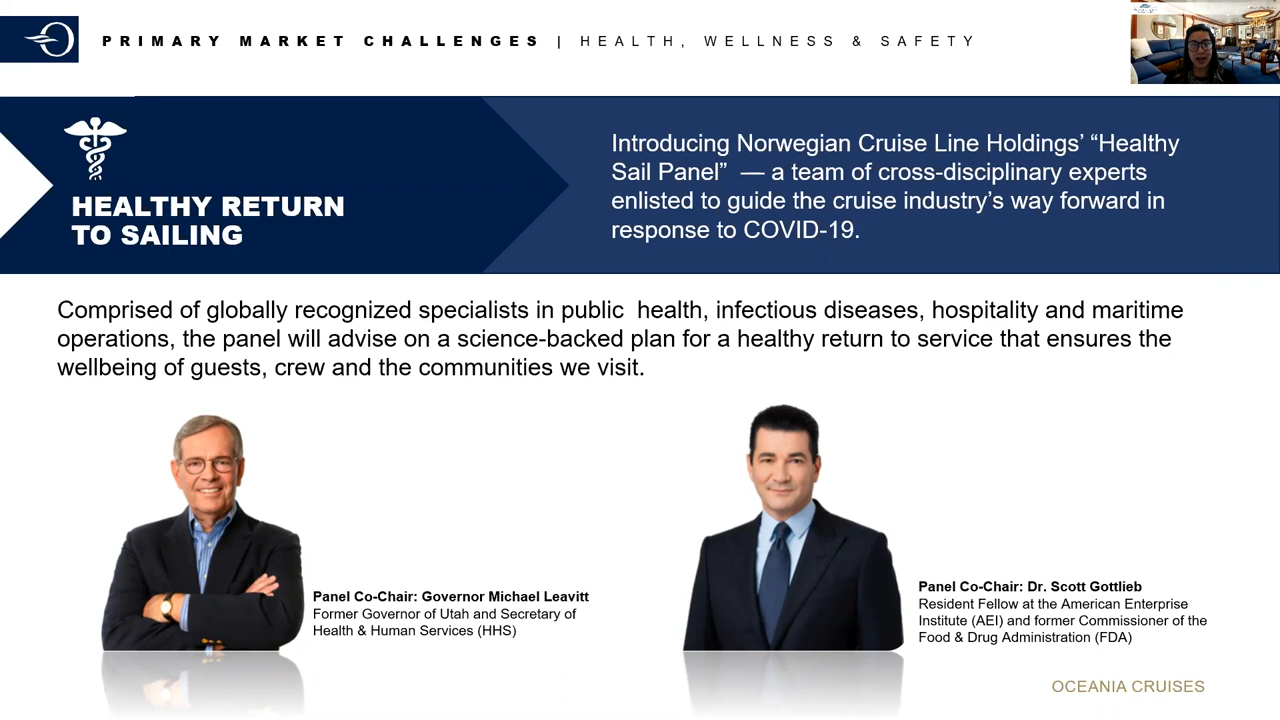 PRIMARY MARKET CHALLENGES | HEALTH, WELLNESS & SAFETY
HEALTHY RETURN
TO SAILING
Introducing Norwegian Cruise Line Holdings’ “Healthy
Sail Panel” — a team of cross-disciplinary experts
enlisted to guide the cruise industry’s way forward in
response to COVID-19.
Comprised of globally recognized specialists in public health, infectious diseases, hospitality and maritime
operations, the panel will advise on a science-backed plan for a healthy return to service that ensures the
wellbeing of guests, crew and the communities we visit.
Panel Co-Chair: Governor Michael Leavitt
Former Governor of Utah and Secretary of
Health & Human Services (HHS)
Panel Co-Chair: Dr. Scott Gottlieb
Resident Fellow at the American Enterprise
Institute (AEI) and former Commissioner of the
Food & Drug Administration (FDA)
OCEANIA CRUISES